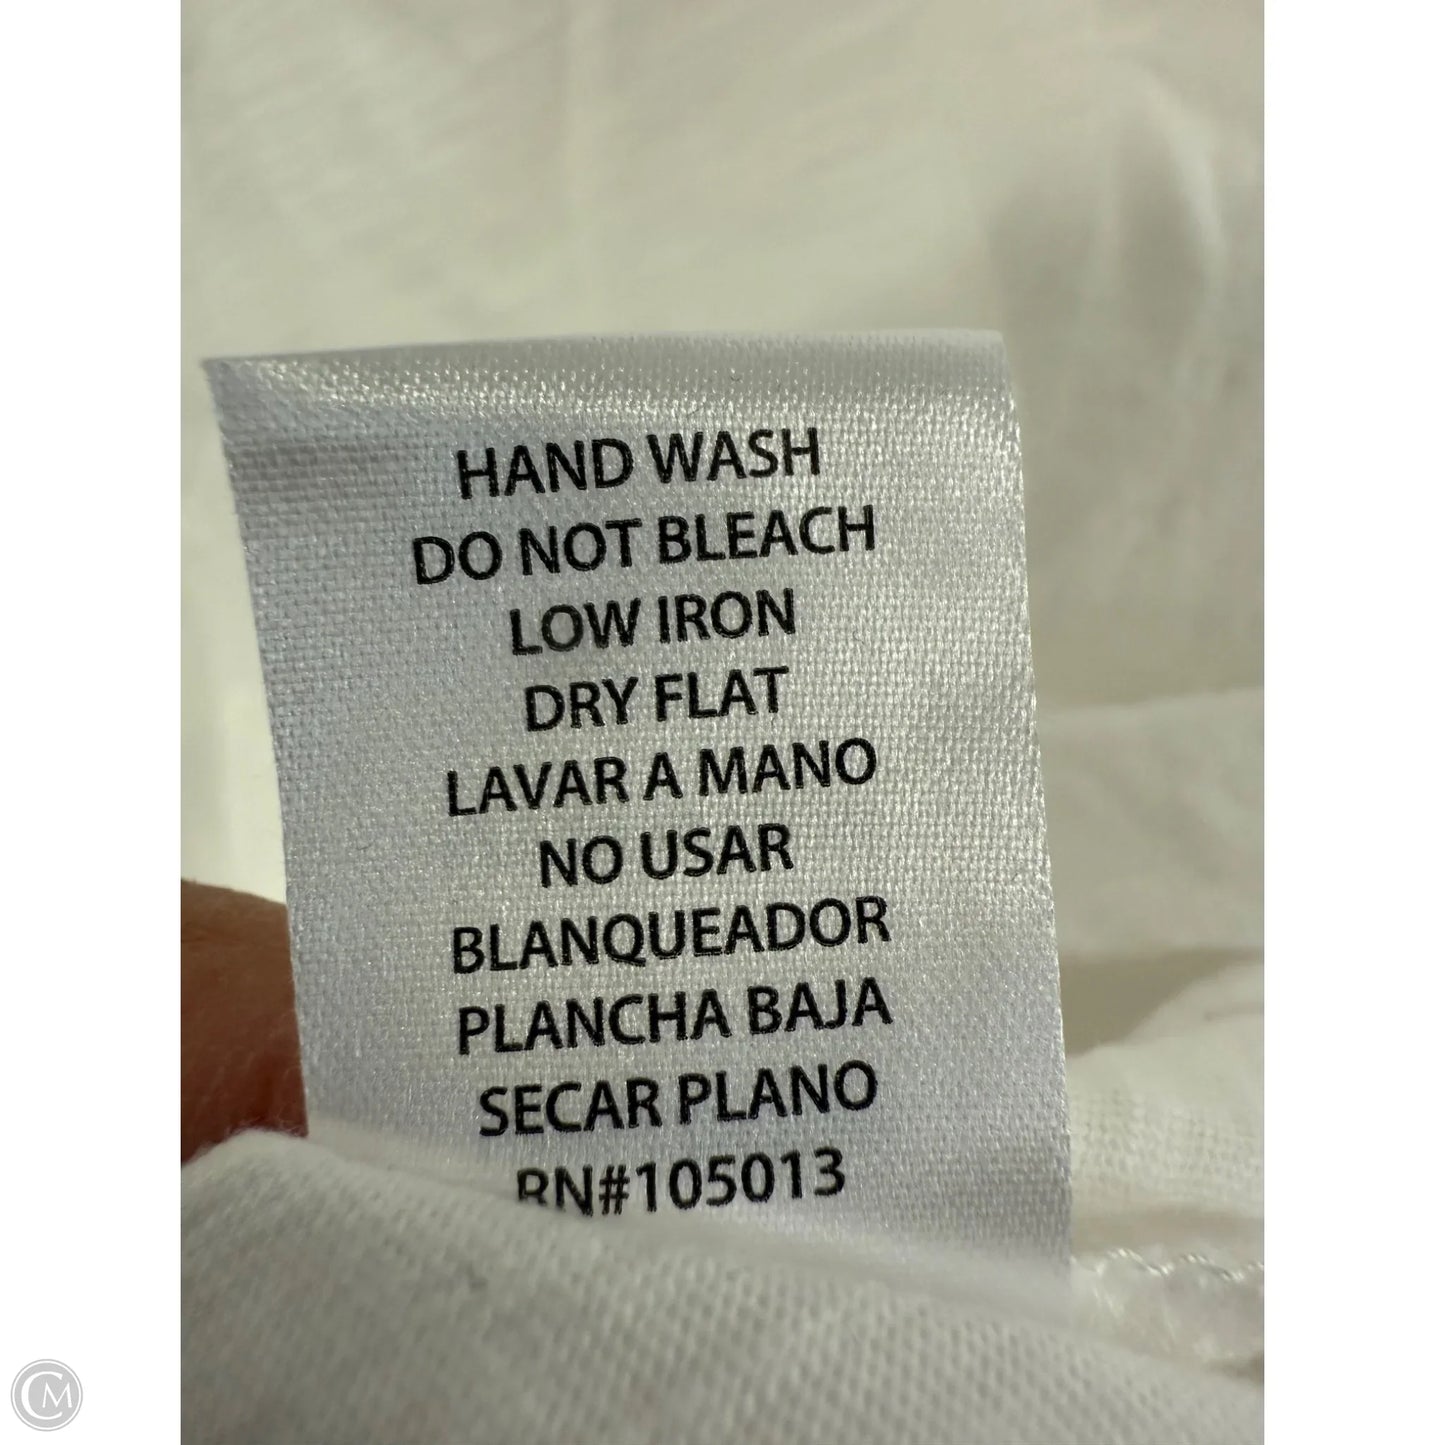 HAND WASH
DO NOT BLEACH
LOW IRON
DRY FLAT
LAVAR A MANO
NO USAR
BLANQUEADOR
PLANCHA BAJA
SECAR PLANO
RN#105013
CM